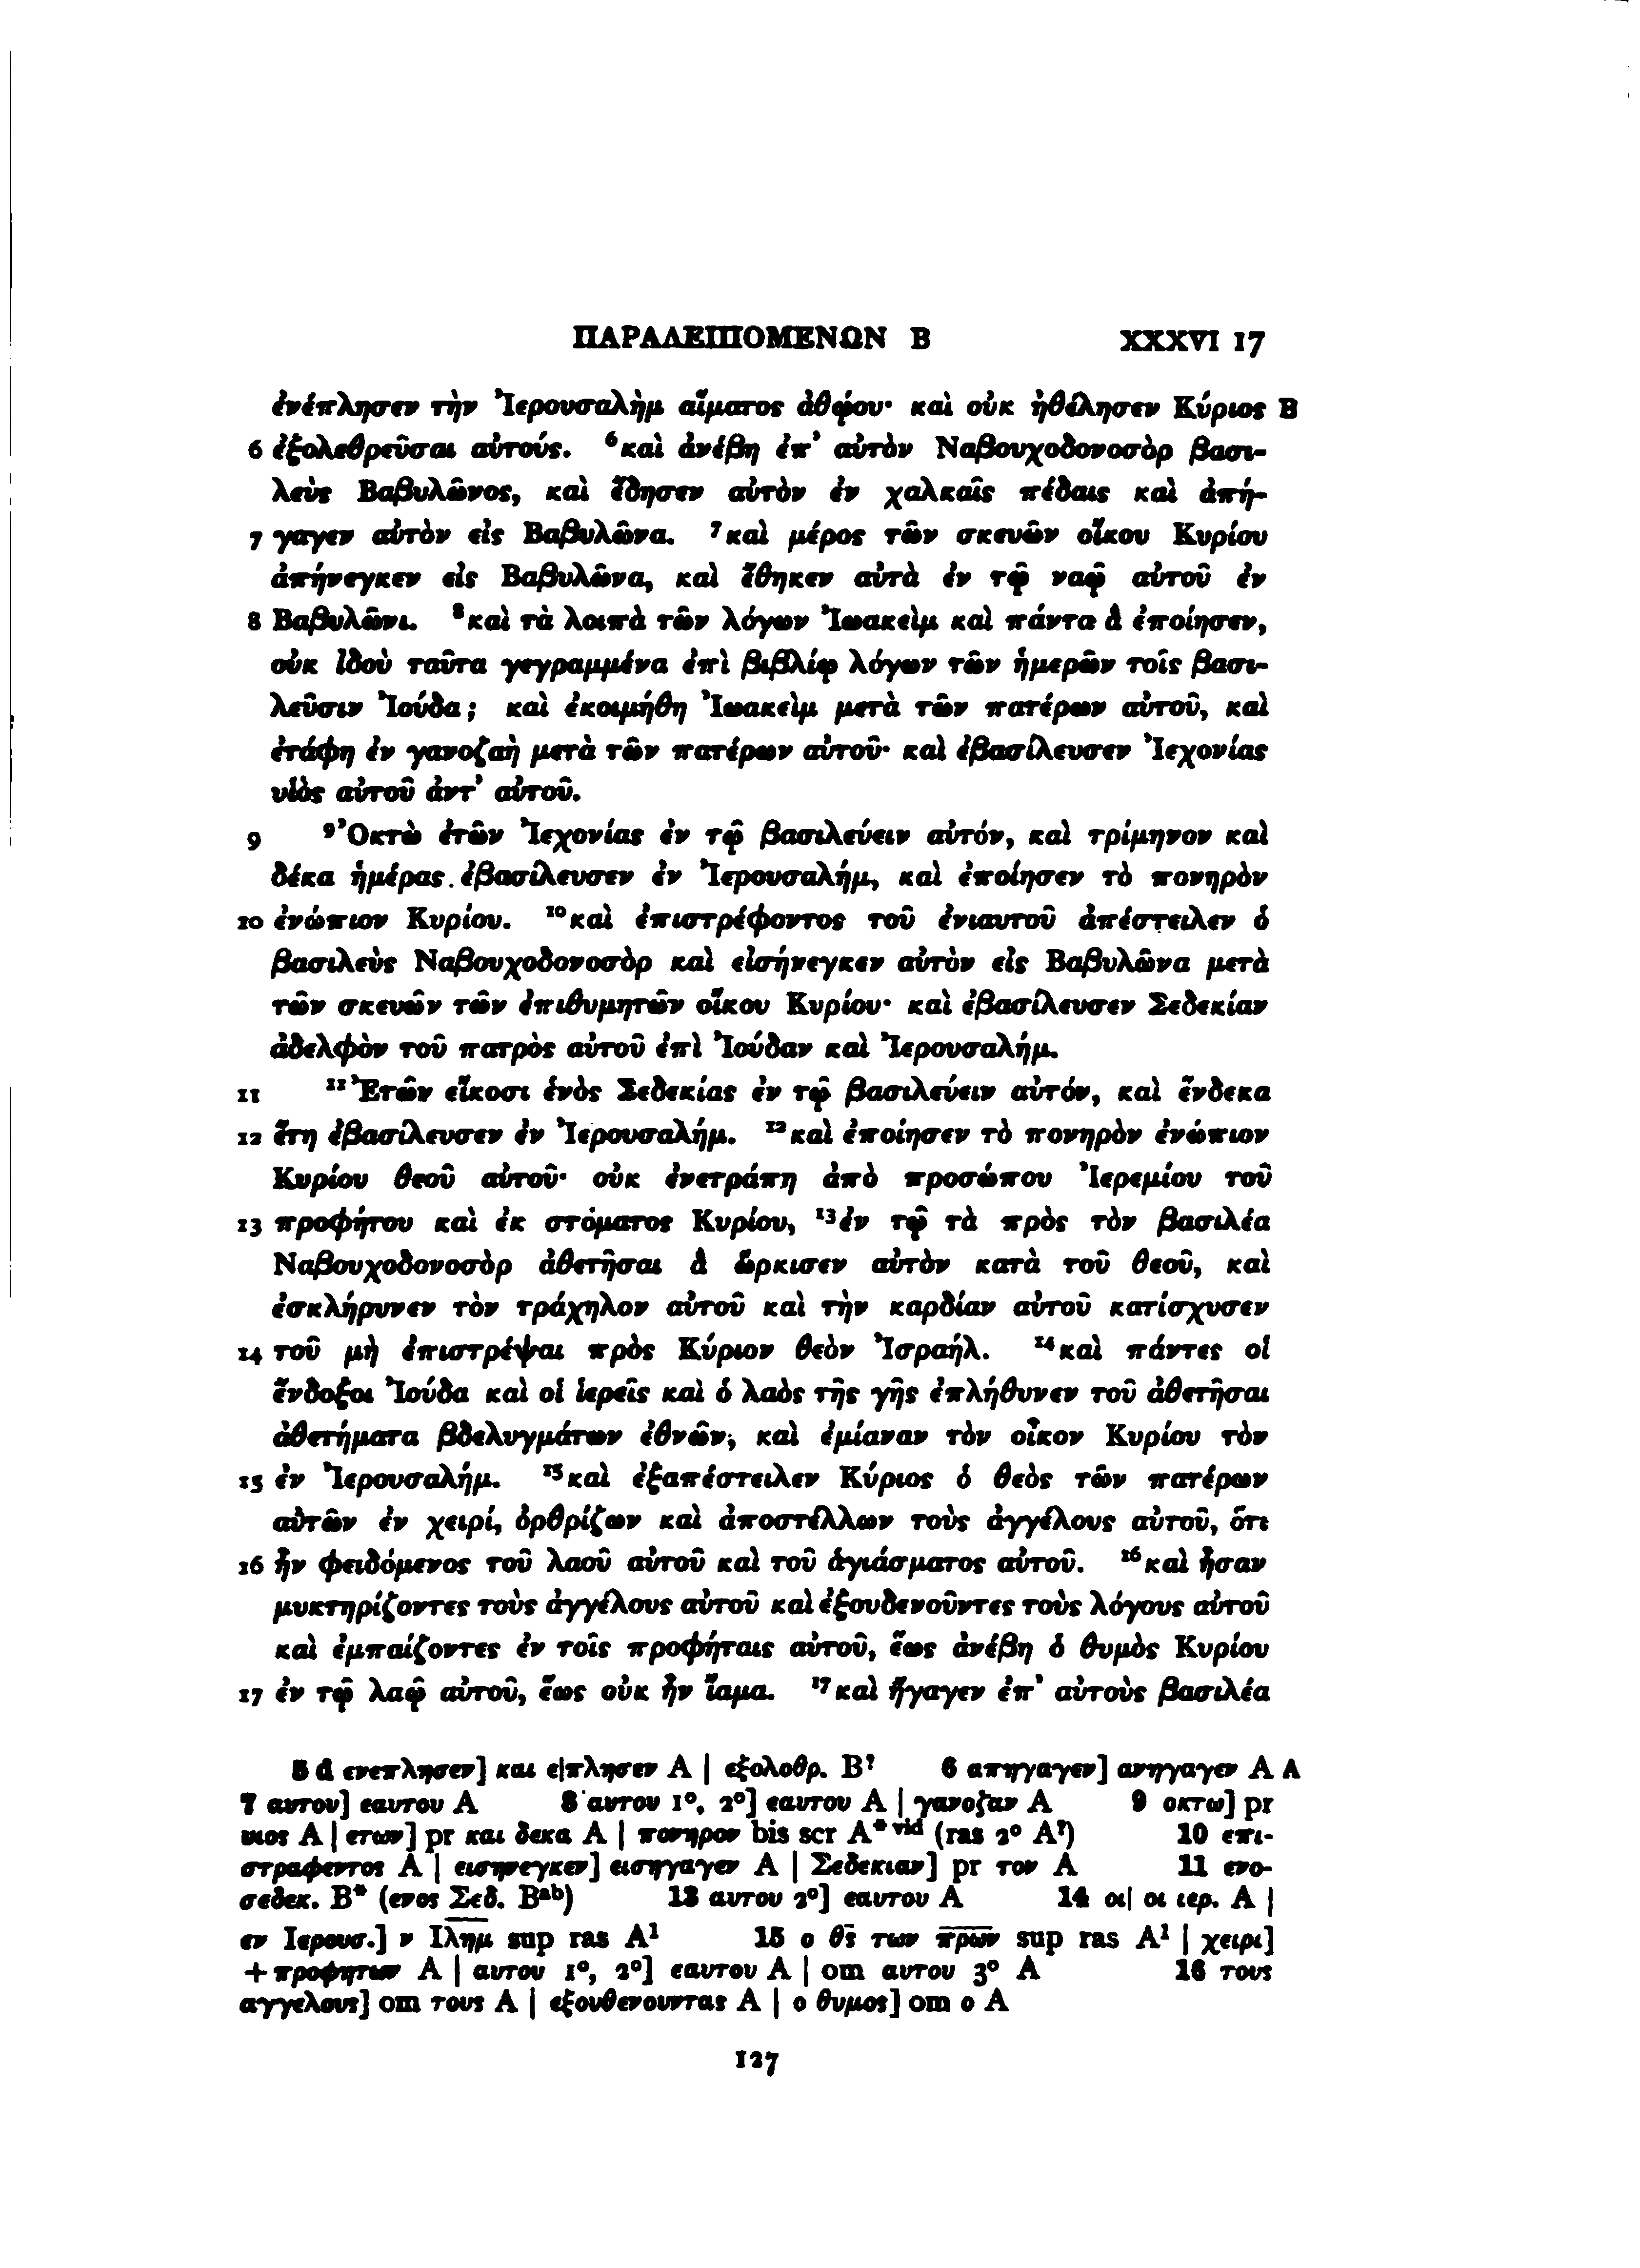 ΠΑΡΑΛΕΙΠΟΜΕΝΩΝ Β XXXVI 17
ἐνέπλησεν τὴν Ἰερουσαλὴμ αἵματος ἀθῴου· καὶ οὐκ ἠθέλησεν Κύριος B
6 ἐξολεθρεῦσαι αὐτούς. ⁶καὶ ἀνέβη ἐπ’ αὐτὸν Ναβουχοδονοσὸρ βασι-
λεὺς Βαβυλῶνος, καὶ ἔδησεν αὐτὸν ἐν χαλκαῖς πέδαις καὶ ἀπή-
7 γαγεν αὐτὸν εἰς Βαβυλῶνα. ⁷καὶ μέρος τῶν σκευῶν οἴκου Κυρίου
ἀπήνεγκεν εἰς Βαβυλῶνα, καὶ ἔθηκεν αὐτὰ ἐν τῷ ναῷ αὐτοῦ ἐν
8 Βαβυλῶνι. ⁸καὶ τὰ λοιπὰ τῶν λόγων Ἰωακεὶμ καὶ πάντα ἃ ἐποίησεν,
οὐκ ἰδοὺ ταῦτα γεγραμμένα ἐπὶ βιβλίῳ λόγων τῶν ἡμερῶν τοῖς βασι-
λεῦσιν Ἰούδα; καὶ ἐκοιμήθη Ἰωακεὶμ μετὰ τῶν πατέρων αὐτοῦ, καὶ
ἐτάφη ἐν γανοζαὴ μετὰ τῶν πατέρων αὐτοῦ· καὶ ἐβασίλευσεν Ἰεχονίας
υἱὸς αὐτοῦ ἀντ’ αὐτοῦ.
9 ⁹Ὀκτὼ ἐτῶν Ἰεχονίας ἐν τῷ βασιλεύειν αὐτόν, καὶ τρίμηνον καὶ
δέκα ἡμέρας ἐβασίλευσεν ἐν Ἰερουσαλήμ, καὶ ἐποίησεν τὸ πονηρὸν
10 ἐνώπιον Κυρίου. ¹⁰καὶ ἐπιστρέφοντος τοῦ ἐνιαυτοῦ ἀπέστειλεν ὁ
βασιλεὺς Ναβουχοδονοσὸρ καὶ εἰσήνεγκεν αὐτὸν εἰς Βαβυλῶνα μετὰ
τῶν σκευῶν τῶν ἐπιθυμητῶν οἴκου Κυρίου· καὶ ἐβασίλευσεν Σεδεκίαν
ἀδελφὸν τοῦ πατρὸς αὐτοῦ ἐπὶ Ἰούδαν καὶ Ἰερουσαλήμ.
11 ¹¹Ἐτῶν εἴκοσι ἑνὸς Σεδεκίας ἐν τῷ βασιλεύειν αὐτόν, καὶ ἕνδεκα
12 ἔτη ἐβασίλευσεν ἐν Ἰερουσαλήμ. ¹²καὶ ἐποίησεν τὸ πονηρὸν ἐνώπιον
Κυρίου θεοῦ αὐτοῦ· οὐκ ἐνετράπη ἀπὸ προσώπου Ἰερεμίου τοῦ
13 προφήτου καὶ ἐκ στόματος Κυρίου, ¹³ἐν τῷ τὰ πρὸς τὸν βασιλέα
Ναβουχοδονοσὸρ ἀθετῆσαι ἃ ὥρκισεν αὐτὸν κατὰ τοῦ θεοῦ, καὶ
ἐσκλήρυνεν τὸν τράχηλον αὐτοῦ καὶ τὴν καρδίαν αὐτοῦ κατίσχυσεν
14 τοῦ μὴ ἐπιστρέψαι πρὸς Κύριον θεὸν Ἰσραήλ. ¹⁴καὶ πάντες οἱ
ἔνδοξοι Ἰούδα καὶ οἱ ἱερεῖς καὶ ὁ λαὸς τῆς γῆς ἐπλήθυνεν τοῦ ἀθετῆσαι
ἀθετήματα βδελυγμάτων ἐθνῶν, καὶ ἐμίαναν τὸν οἶκον Κυρίου τὸν
15 ἐν Ἰερουσαλήμ. ¹⁵καὶ ἐξαπέστειλεν Κύριος ὁ θεὸς τῶν πατέρων
αὐτῶν ἐν χειρί, ὀρθρίζων καὶ ἀποστέλλων τοὺς ἀγγέλους αὐτοῦ, ὅτι
16 ἦν φειδόμενος τοῦ λαοῦ αὐτοῦ καὶ τοῦ ἁγιάσματος αὐτοῦ. ¹⁶καὶ ἦσαν
μυκτηρίζοντες τοὺς ἀγγέλους αὐτοῦ καὶ ἐξουδενοῦντες τοὺς λόγους αὐτοῦ
καὶ ἐμπαίζοντες ἐν τοῖς προφήταις αὐτοῦ, ἕως ἀνέβη ὁ θυμὸς Κυρίου
17 ἐν τῷ λαῷ αὐτοῦ, ἕως οὐκ ἦν ἴαμα. ¹⁷καὶ ἤγαγεν ἐπ’ αὐτοὺς βασιλέα
5 α ενεπλησεν] και ε|πλησεν A | εξολοθρ. B? 6 απηγαγεν] ανηγαγεν A A
7 αυτου] εαυτου A 8 αυτου 1°, 2°] εαυτου A | γανοζαν A 9 οκτω] pr
υιος A | ετων] pr και δεκα A | πονηρον bis scr A*vid (ras 2° A?) 10 επι-
στραφεντος A | εισηνεγκεν] εισηγαγεν A | Σεδεκιαν] pr τον A 11 ενο-
σεδεκ. B* (ενος Σεδ. Bab) 13 αυτου 2°] εαυτου A 14 οι| οι ιερ. A |
εν Ιερουσ.] ν Ιλημ sup ras A¹ 15 ο θς των πρων sup ras A¹ | χειρι]
+ προφητων A | αυτου 1°, 2°] εαυτου A | om αυτου 3° A 16 τους
αγγελους] om τους A | εξουθενουντας A | ο θυμος] om ο A
127